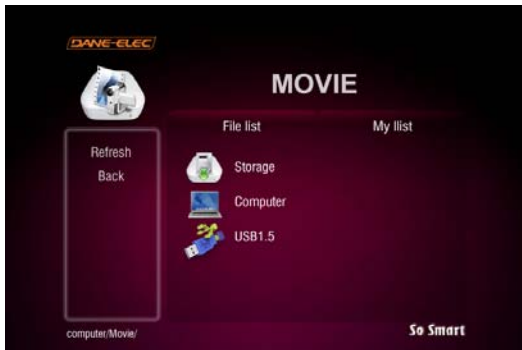 DANE-ELEC
MOVIE
File list
My llist
Refresh
Back
Storage
Computer
USB1.5
computer/Movie/
So Smart